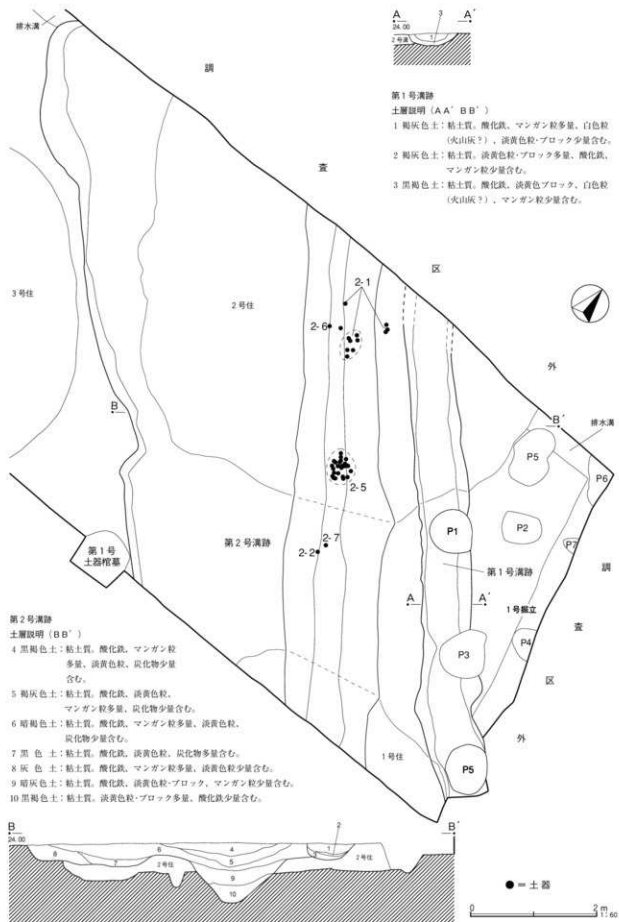 排水溝
調
査
区
外
A
A′
24.00
2号溝
1
3
第1号溝跡
土層説明(AA′BB′)
1 褐灰色土:粘土質。酸化鉄、マンガン粒多量、白色粒
(火山灰?)、淡黄色粒・ブロック少量含む。
2 褐灰色土:粘土質。淡黄色粒・ブロック多量、酸化鉄、
マンガン粒少量含む。
3 黒褐色土:粘土質。酸化鉄、淡黄色ブロック、白色粒
(火山灰?)、マンガン粒少量含む。
3号住
2号住
2-1
2-6
2-5
2-7
2-2
B
B′
排水溝
P5
P6
P1
P2
P7
第2号溝跡
第1号溝跡
第1号
土器棺墓
A
A′
1号掘立
P3
P4
1号住
P5
調
査
区
外
第2号溝跡
土層説明(BB′)
4 黒褐色土:粘土質。酸化鉄、マンガン粒
多量、淡黄色粒、炭化物少量
含む。
5 褐灰色土:粘土質。酸化鉄、淡黄色粒、
マンガン粒多量、炭化物少量含む。
6 暗褐色土:粘土質。酸化鉄、マンガン粒多量、淡黄色粒、
炭化物少量含む。
7 黒色土:粘土質。酸化鉄、淡黄色粒、炭化物多量含む。
8 灰色土:粘土質。酸化鉄、マンガン粒多量、淡黄色粒少量含む。
9 暗灰色土:粘土質。酸化鉄、淡黄色粒・ブロック、マンガン粒少量含む。
10 黒褐色土:粘土質。淡黄色粒・ブロック多量、酸化鉄少量含む。
B
B′
24.00
8
7
6
2号住
4
5
9
10
1
2
2号住
●=土器
0
2m
1:60